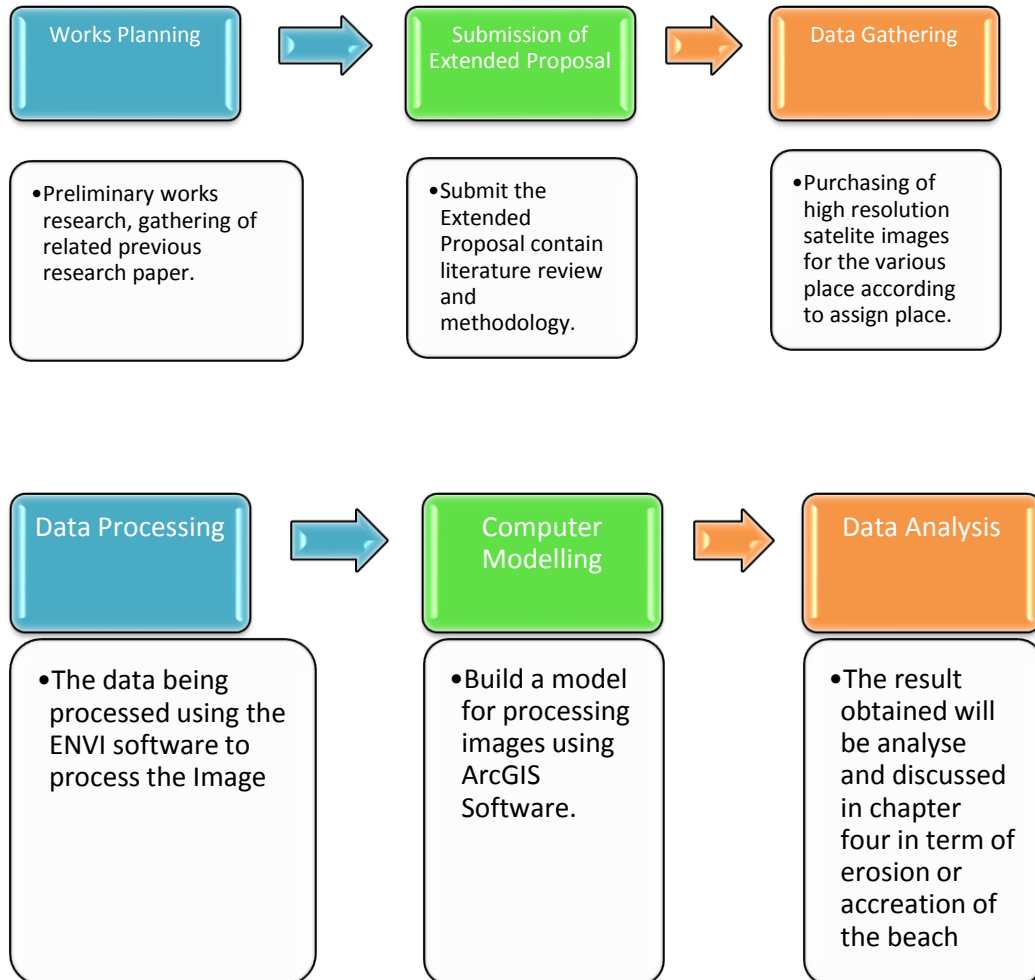 Works Planning
Submission of
Extended Proposal
Data Gathering
•Preliminary works
research, gathering of
related previous
research paper.
•Submit the
Extended
Proposal contain
literature review
and
methodology.
•Purchasing of
high resolution
satelite images
for the various
place according
to assign place.
Data Processing
Computer
Modelling
Data Analysis
•The data being
processed using the
ENVI software to
process the Image
•Build a model
for processing
images using
ArcGIS
Software.
•The result
obtained will
be analyse
and discussed
in chapter
four in term of
erosion or
accreation of
the beach